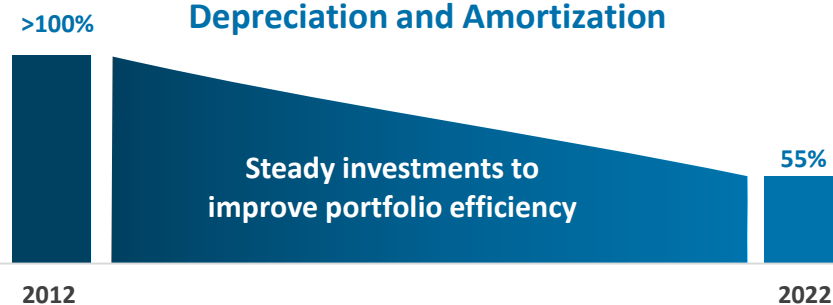 Depreciation and Amortization
>100%
Steady investments to
improve portfolio efficiency
55%
2012
2022